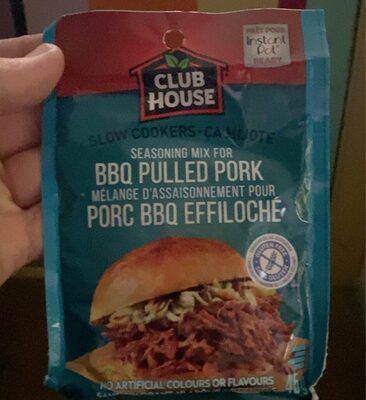 PRÊT POUR
Instant
Pot
READY
CLUB
HOUSE
SLOW COOKERS • ÇA MIJOTE
SEASONING MIX FOR
BBQ PULLED PORK
MÉLANGE D'ASSAISONNEMENT POUR
PORC BBQ EFFILOCHÉ
NO ARTIFICIAL COLOURS OR FLAVOURS